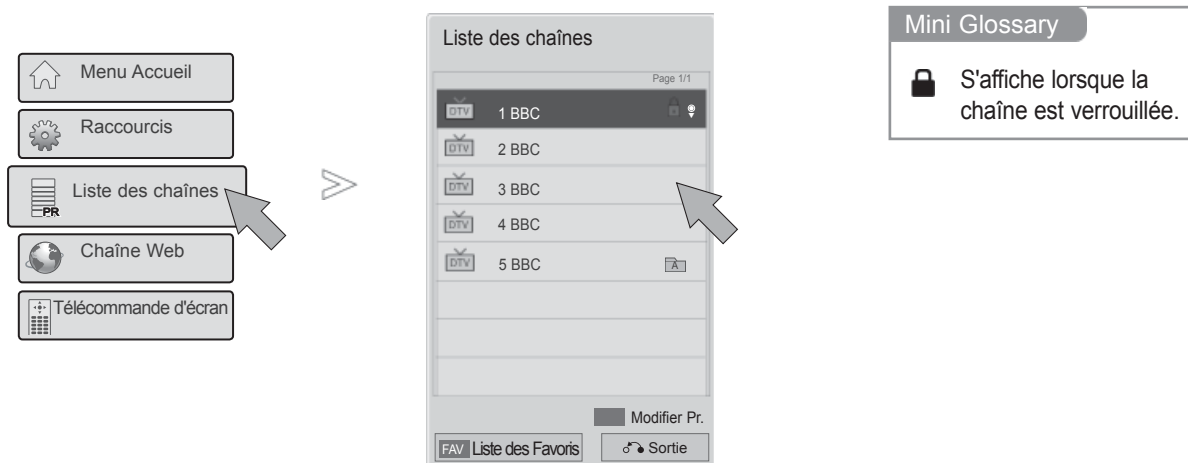 Menu Accueil
Raccourcis
Liste des chaînes
PR
Chaîne Web
Télécommande d'écran
Liste des chaînes
Page 1/1
DTV 1 BBC
DTV 2 BBC
DTV 3 BBC
DTV 4 BBC
DTV 5 BBC A
Modifier Pr.
FAV Liste des Favoris
Sortie
Mini Glossary
S'affiche lorsque la
chaîne est verrouillée.